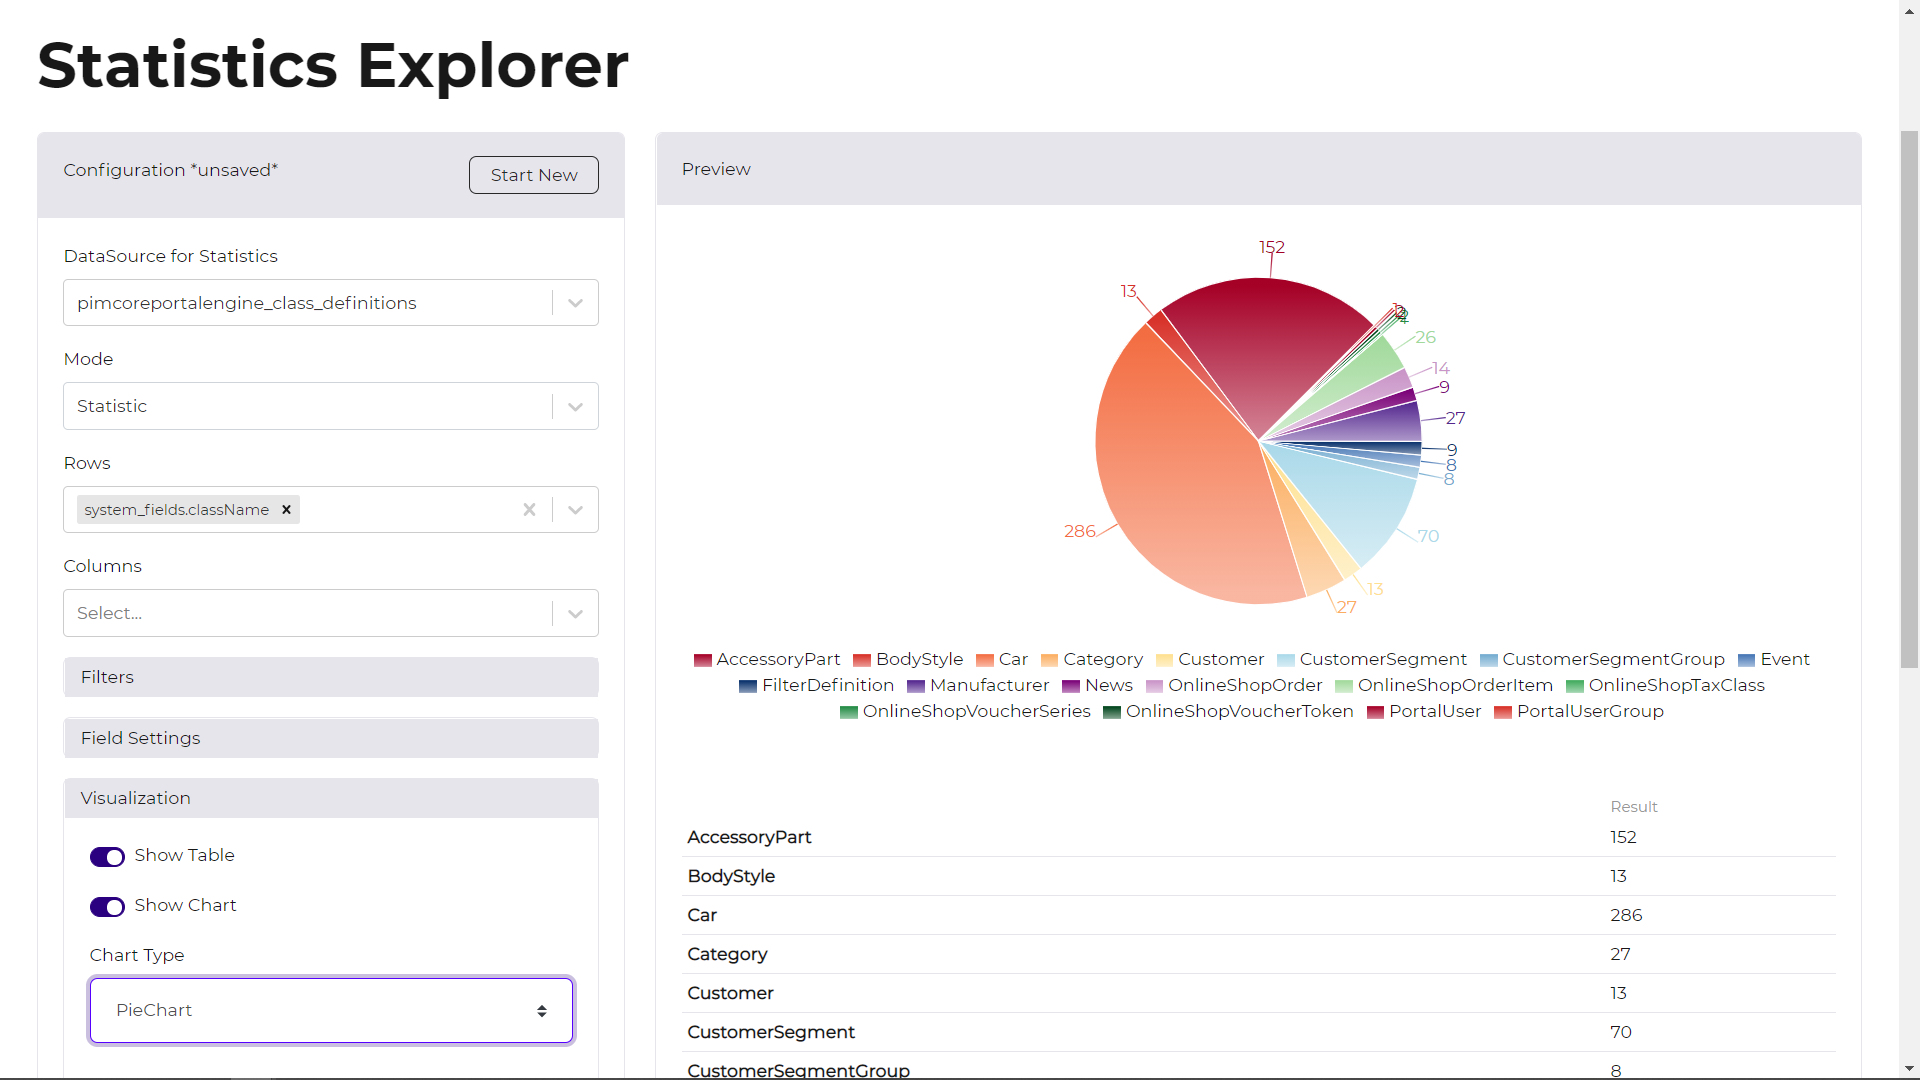 Statistics Explorer
Configuration *unsaved*
Start New
DataSource for Statistics
pimcoreportalengine_class_definitions
Mode
Statistic
Rows
system_fields.className ×
Columns
Select...
Filters
Field Settings
Visualization
Show Table
Show Chart
Chart Type
PieChart
Preview
152
13
26
14
9
27
9
8
8
70
13
27
286
AccessoryPart BodyStyle Car Category Customer CustomerSegment CustomerSegmentGroup Event
FilterDefinition Manufacturer News OnlineShopOrder OnlineShopOrderItem OnlineShopTaxClass
OnlineShopVoucherSeries OnlineShopVoucherToken PortalUser PortalUserGroup
Result
AccessoryPart 152
BodyStyle 13
Car 286
Category 27
Customer 13
CustomerSegment 70
CustomerSegmentGroup 8